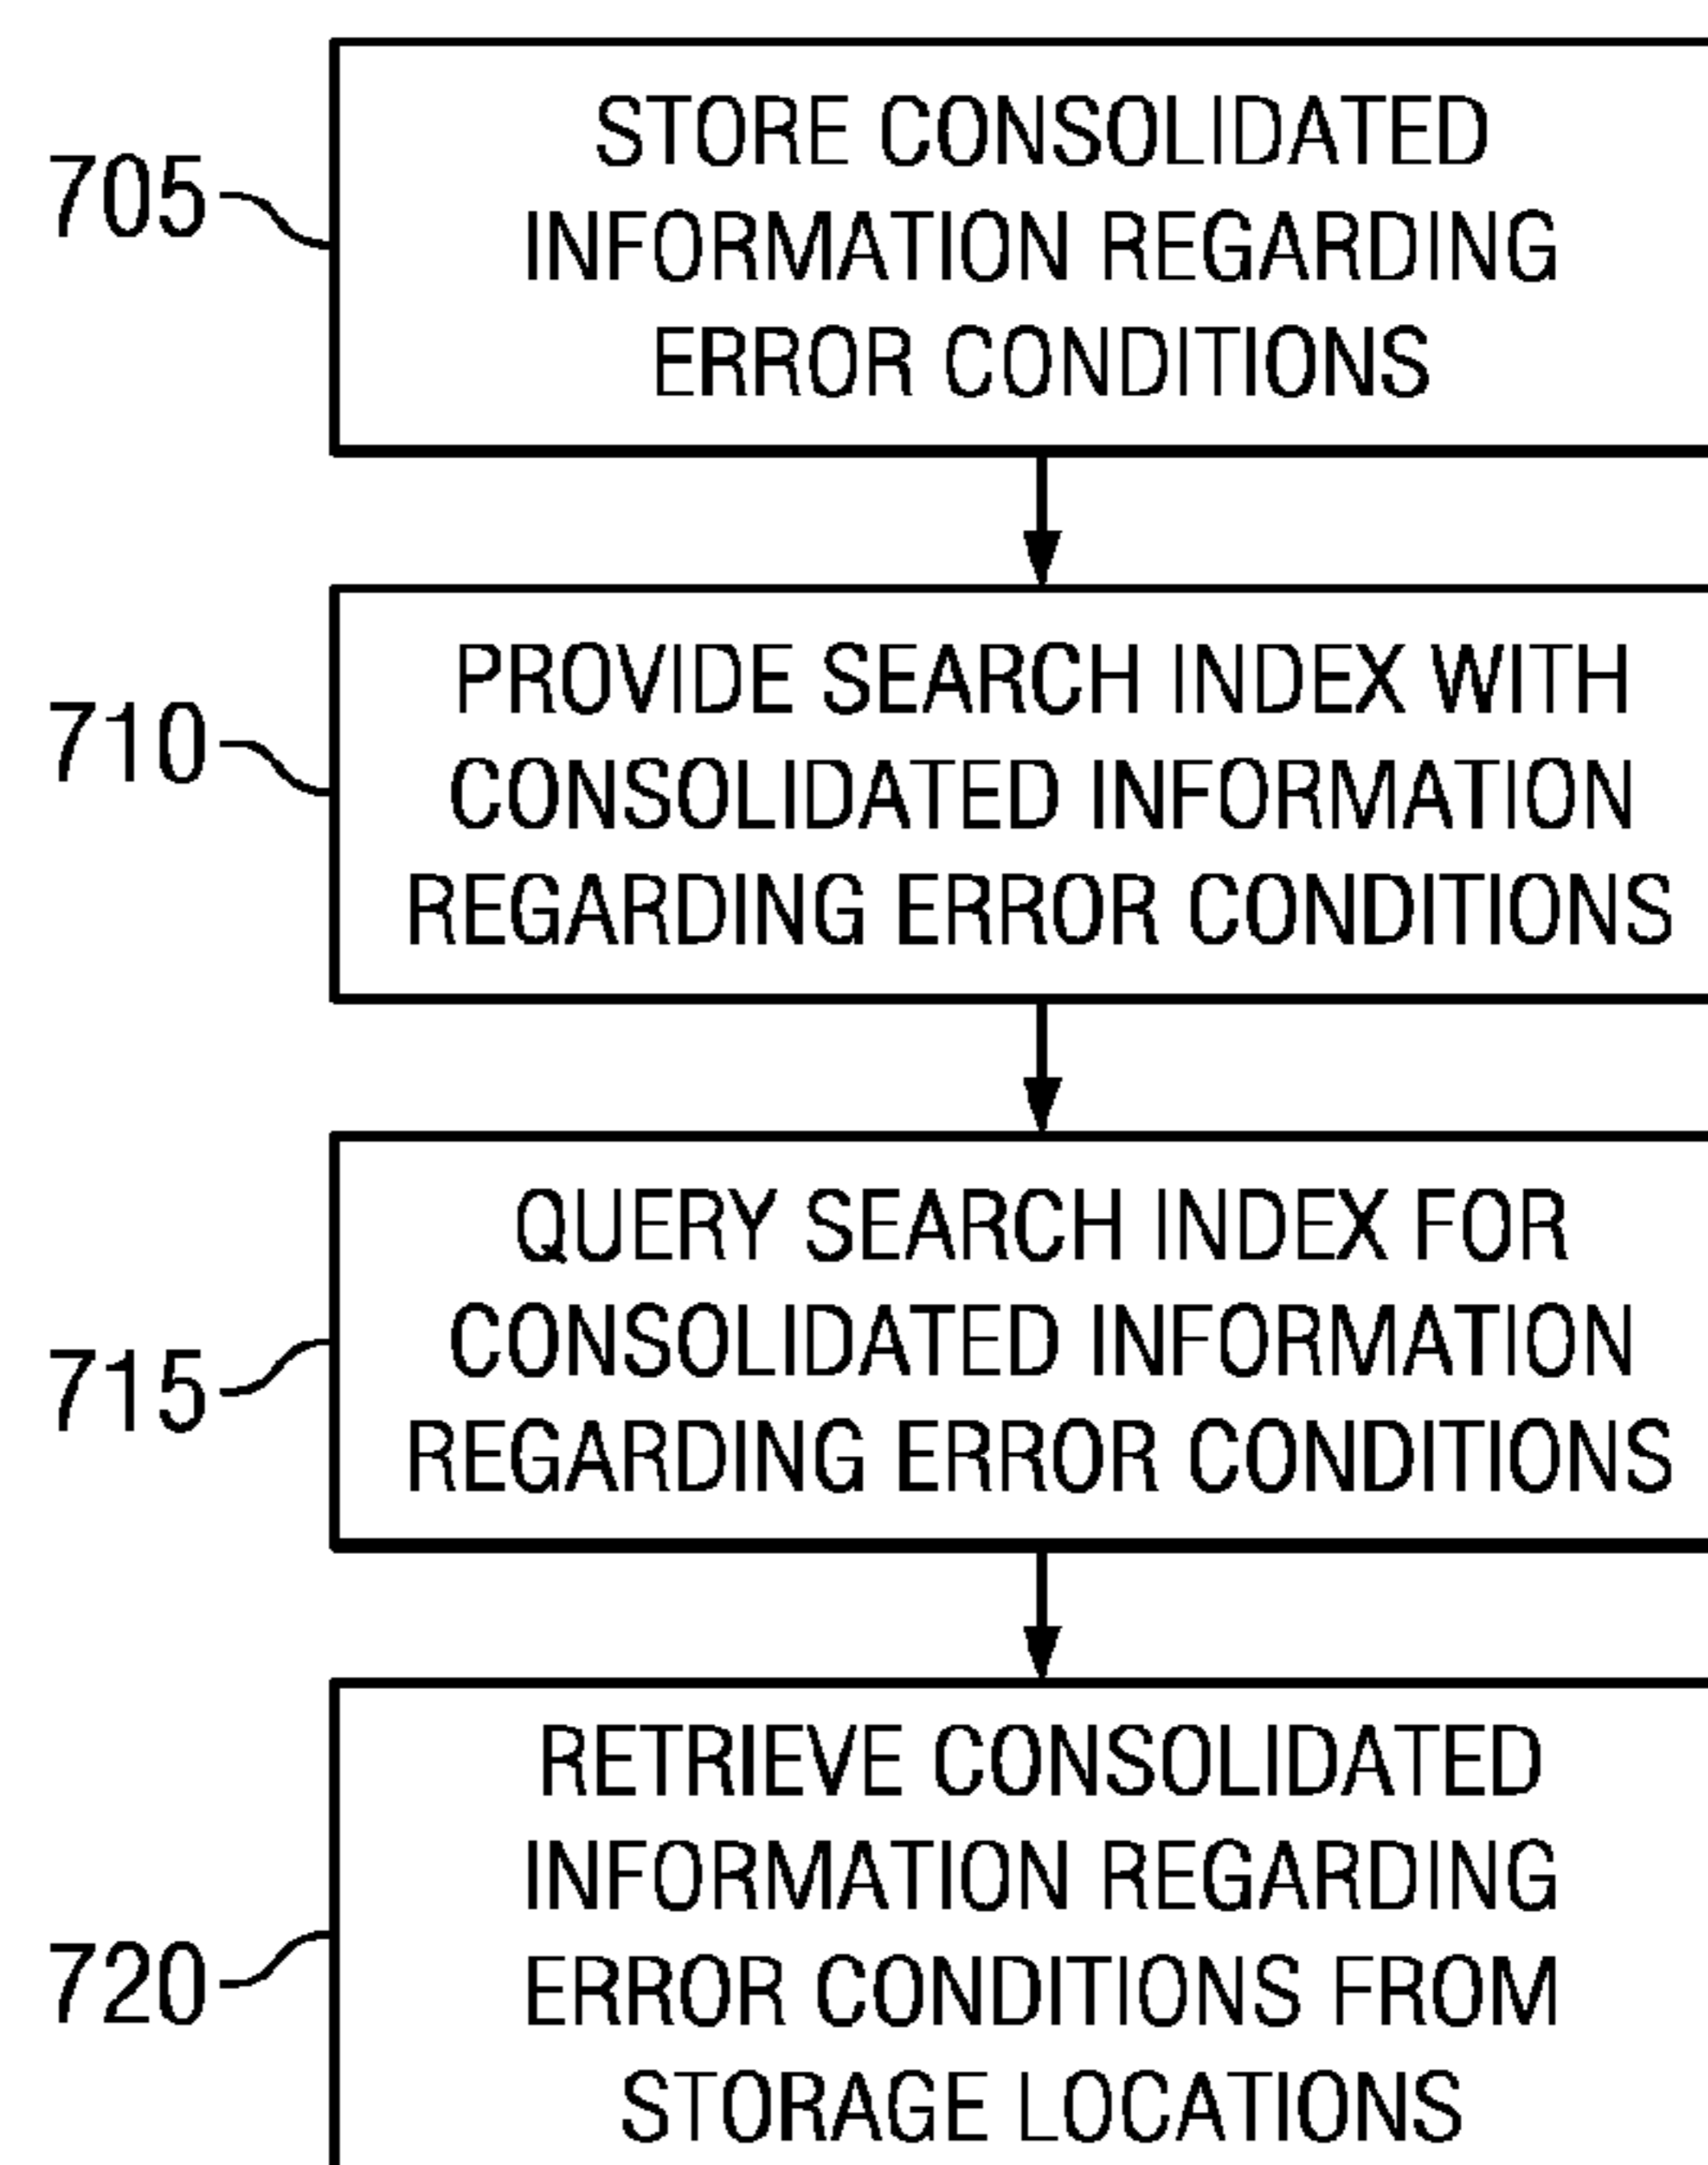 STORE CONSOLIDATED
INFORMATION REGARDING
ERROR CONDITIONS
705
PROVIDE SEARCH INDEX WITH
CONSOLIDATED INFORMATION
REGARDING ERROR CONDITIONS
710
QUERY SEARCH INDEX FOR
CONSOLIDATED INFORMATION
REGARDING ERROR CONDITIONS
715
RETRIEVE CONSOLIDATED
INFORMATION REGARDING
ERROR CONDITIONS FROM
STORAGE LOCATIONS
720